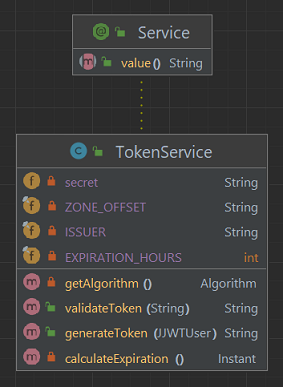 Service
value() String
TokenService
secret String
ZONE_OFFSET String
ISSUER String
EXPIRATION_HOURS int
getAlgorithm () Algorithm
validateToken (String) String
generateToken (JJWTUser) String
calculateExpiration () Instant